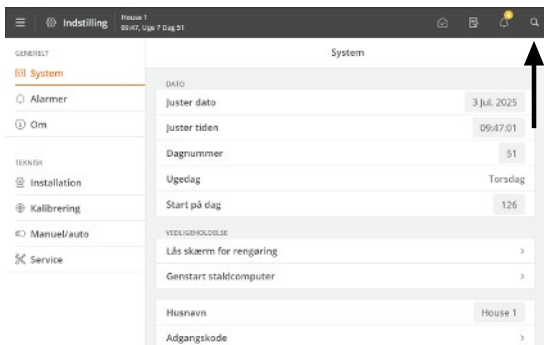 Indstilling
House 1
09:47, Uge 7 Dag 51
GENERELT
System
Alarmer
Om
TEKNISK
Installation
Kalibrering
Manuel/auto
Service
System
DATO
Juster dato 3 Jul. 2025
Juster tiden 09:47:01
Dagnummer 51
Ugedag Torsdag
Start på dag 126
VEDLIGEHOLDELSE
Lås skærm for rengøring
Genstart staldcomputer
Husnavn House 1
Adgangskode